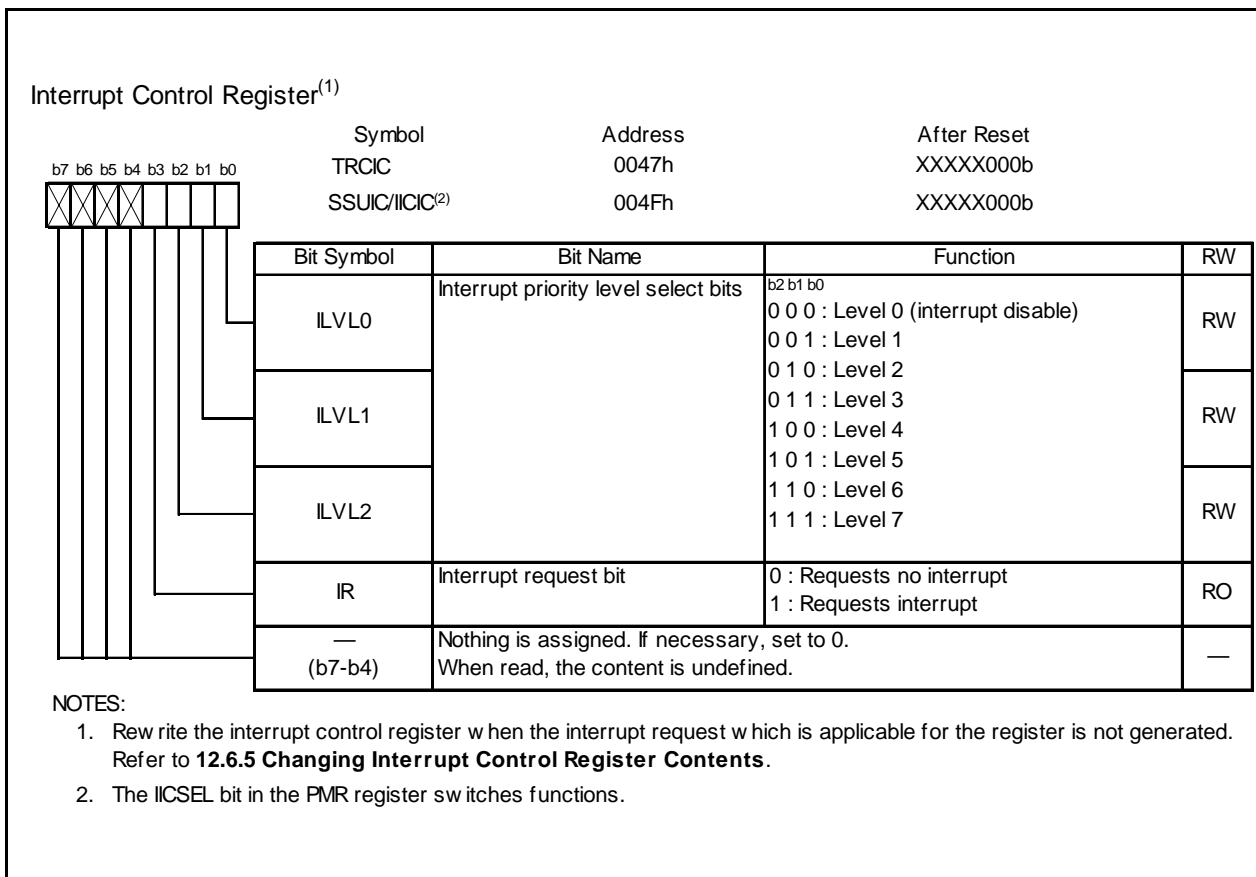 Interrupt Control Register(1)
Symbol Address After Reset
b7 b6 b5 b4 b3 b2 b1 b0
TRCIC 0047h XXXXX000b
SSUIC/IICIC(2) 004Fh XXXXX000b
Bit Symbol Bit Name Function RW
ILVL0 Interrupt priority level select bits b2 b1 b0
0 0 0 : Level 0 (interrupt disable) RW
0 0 1 : Level 1
0 1 0 : Level 2
ILVL1 0 1 1 : Level 3 RW
1 0 0 : Level 4
1 0 1 : Level 5
ILVL2 1 1 0 : Level 6 RW
1 1 1 : Level 7
IR Interrupt request bit 0 : Requests no interrupt RO
1 : Requests interrupt
— Nothing is assigned. If necessary, set to 0. —
(b7-b4) When read, the content is undefined.
NOTES:
1. Rewrite the interrupt control register when the interrupt request which is applicable for the register is not generated.
Refer to 12.6.5 Changing Interrupt Control Register Contents.
2. The IICSEL bit in the PMR register switches functions.